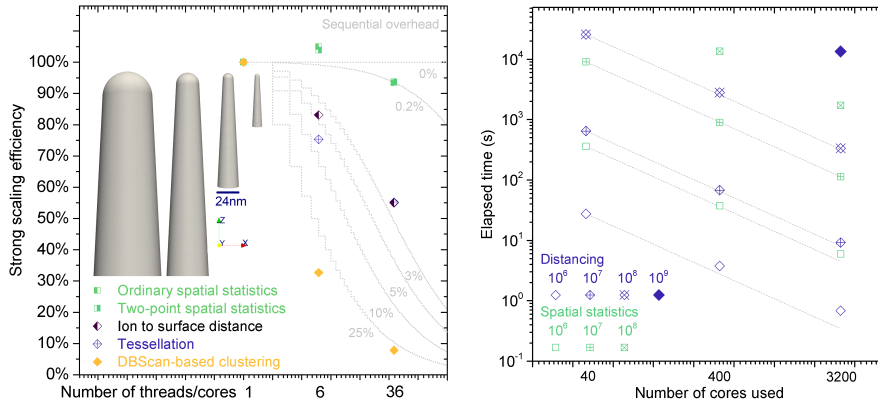 Sequential overhead
100%
90%
80%
70%
60%
50%
40%
30%
20%
10%
0%
Strong scaling efficiency
0%
0.2%
3%
5%
10%
25%
24nm
Z
Y
X
Ordinary spatial statistics
Two-point spatial statistics
Ion to surface distance
Tessellation
DBScan-based clustering
Number of threads/cores
1
6
36
Elapsed time (s)
10^4
10^3
10^2
10^1
10^0
10^-1
Distancing
10^6 10^7 10^8 10^9
Spatial statistics
10^6 10^7 10^8
40
400
3200
Number of cores used